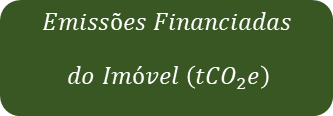 Emissões Financiadas
do Imóvel (tCO₂e)